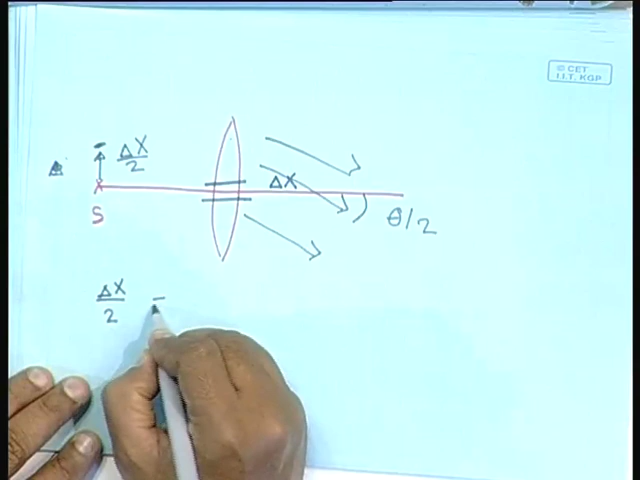 © CET
I.I.T. KGP
ΔX/2
S
ΔX
θ/2
ΔX/2 =